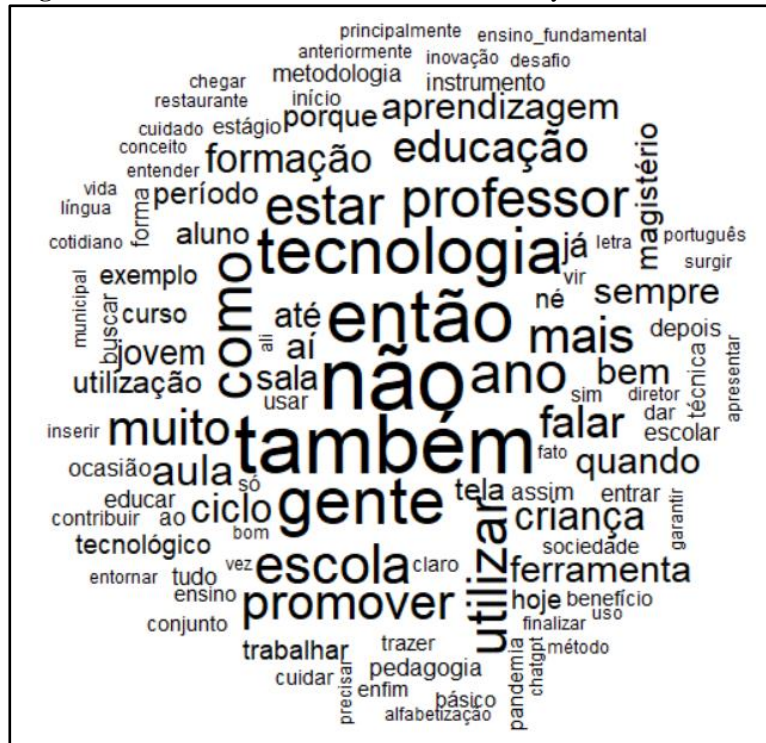 principalmente ensino_fundamental
anteriormente inovação desafio
chegar metodologia instrumento
restaurante início porque aprendizagem
cuidado estágio
conceito formação educação
entender
vida período estar professor magistério
língua forma
aluno tecnologia já letra português
cotidiano como vir surgir
exemplo até então né sempre
municipal buscar curso ali aí mais depois
jovem sala não ano bem técnica apresentar
utilização usar sim diretor
inserir muito também falar dar escolar
ocasião aula fato quando
educar só gente tela assim entrar garantir
contribuir ao ciclo utilizar criança
tecnológico bom sociedade
entornar tudo vez escola claro ferramenta
ensino promover hoje benefício
conjunto finalizar uso
trabalhar trazer pandemia chatgpt método
cuidar precisar pedagogia
enfim básico
alfabetização